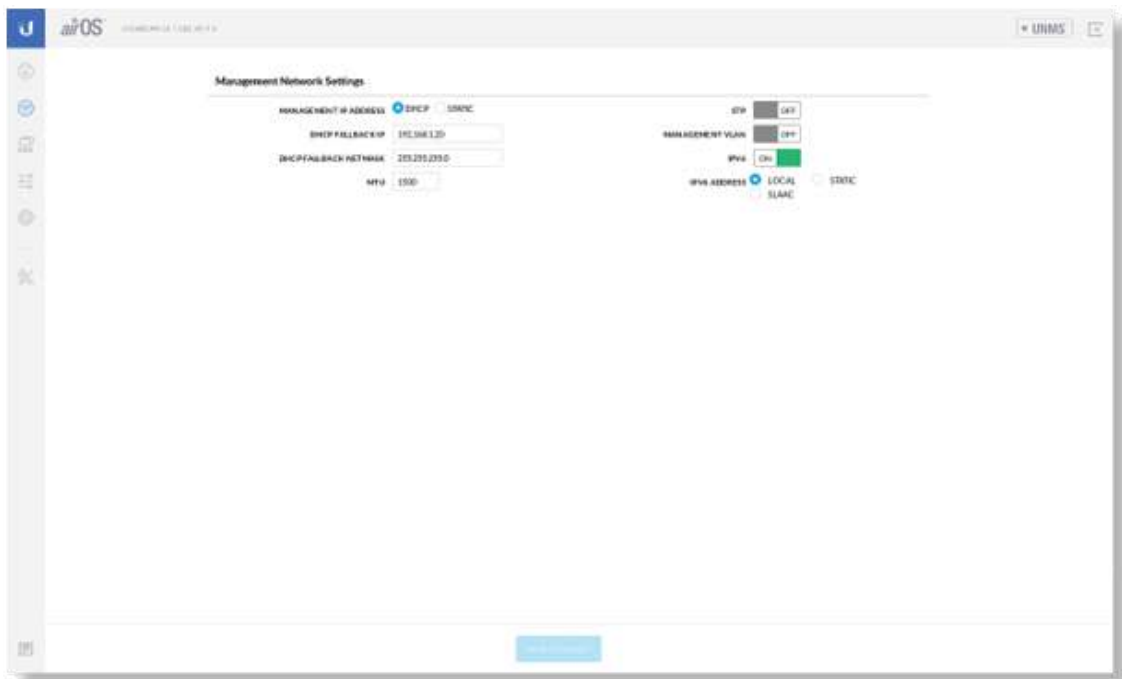 airOS
UNMS
Management Network Settings
MANAGEMENT IP ADDRESS DHCP STATIC
DHCP FALLBACK IP 192.168.1.20
DHCP FALLBACK NETMASK 255.255.255.0
MTU 1500
STP OFF
MANAGEMENT VLAN OFF
IPV6 ON
IPV6 ADDRESS LOCAL STATIC
SLAAC